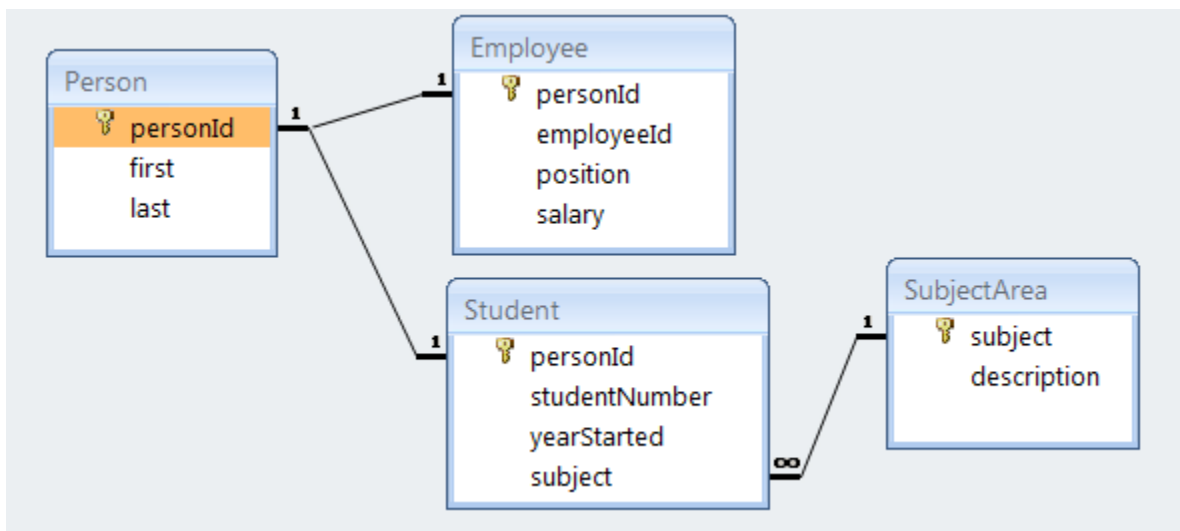 Person
personId
first
last
1
1
Employee
personId
employeeId
position
salary
1
Student
personId
studentNumber
yearStarted
subject
∞
1
SubjectArea
subject
description